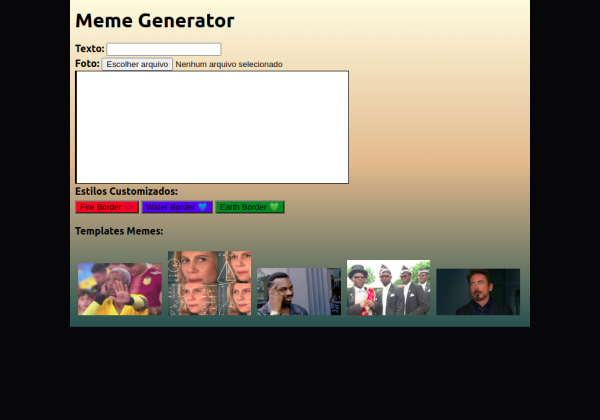 Meme Generator
Texto:
Foto: Escolher arquivo Nenhum arquivo selecionado
Estilos Customizados:
Fire Border Water Border 💙 Earth Border 💚
Templates Memes: